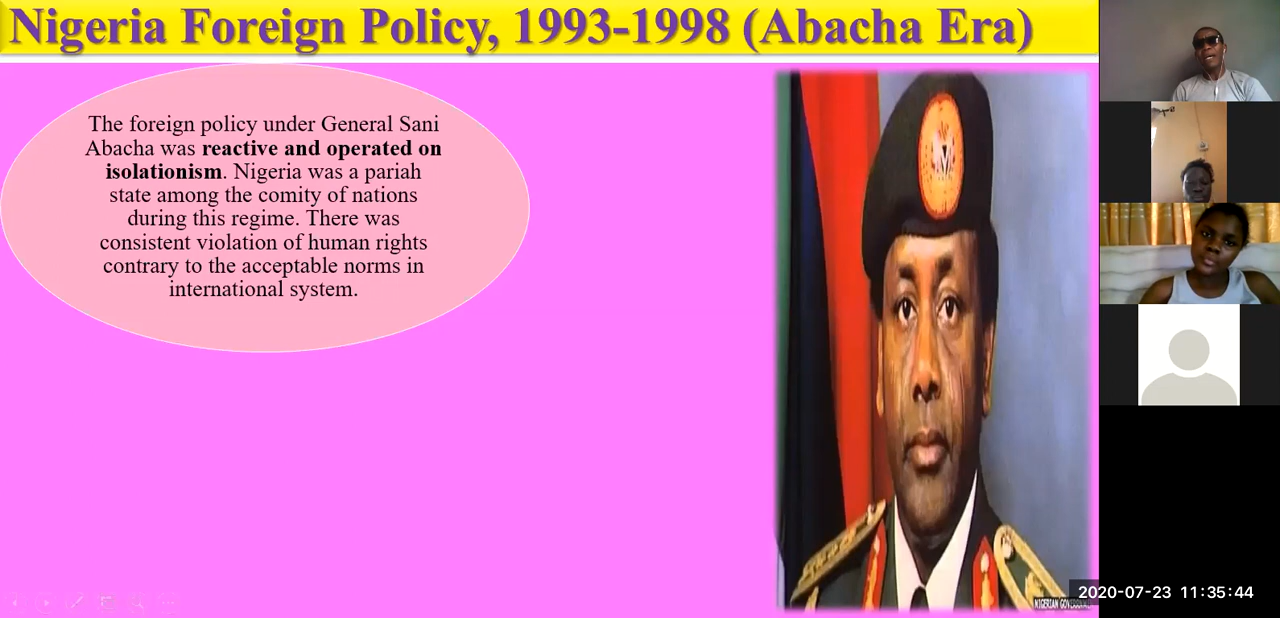 Nigeria Foreign Policy, 1993-1998 (Abacha Era)
The foreign policy under General Sani
Abacha was reactive and operated on
isolationism. Nigeria was a pariah
state among the comity of nations
during this regime. There was
consistent violation of human rights
contrary to the acceptable norms in
international system.
NIGERIAN
2020-07-23 11:35:44